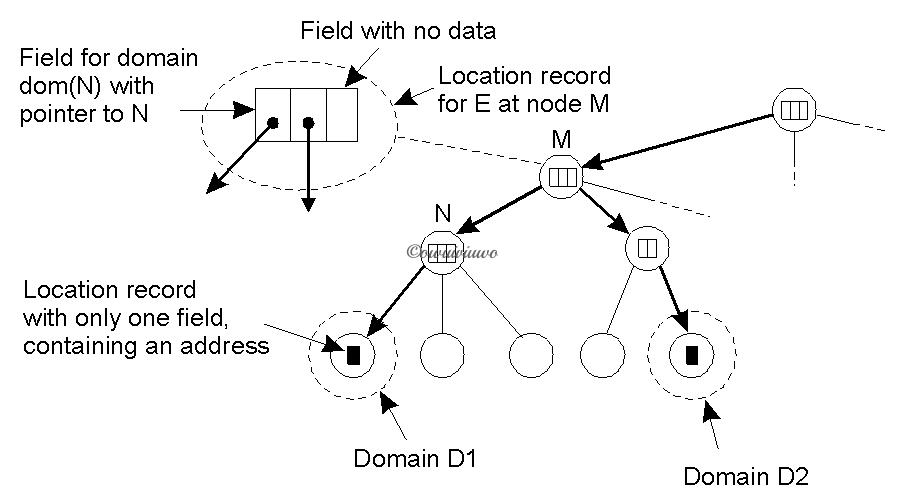 Field with no data
Field for domain
dom(N) with
pointer to N
Location record
for E at node M
M
N
Location record
with only one field,
containing an address
Domain D1
Domain D2